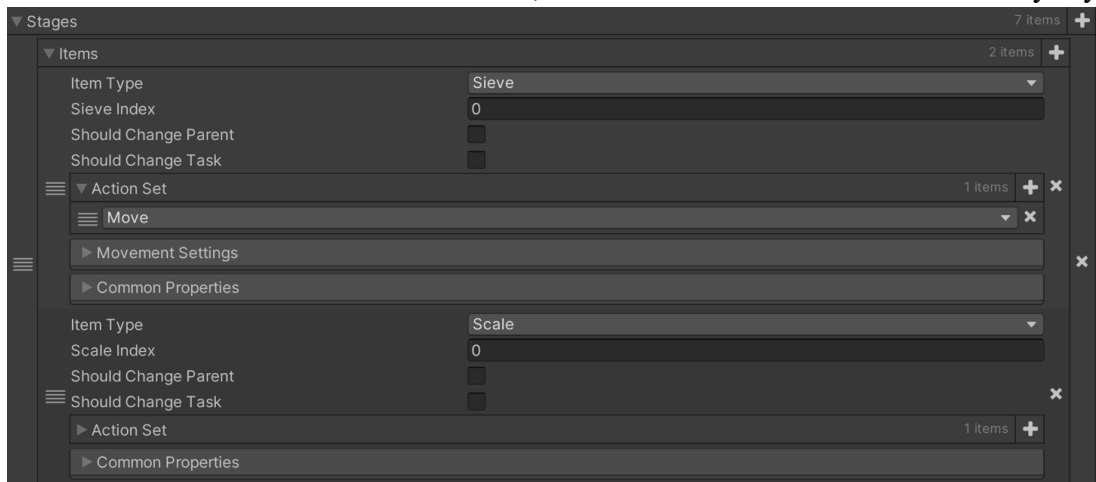 Stages 7 items
Items 2 items
Item Type Sieve
Sieve Index 0
Should Change Parent
Should Change Task
Action Set 1 items
Move
Movement Settings
Common Properties
Item Type Scale
Scale Index 0
Should Change Parent
Should Change Task
Action Set 1 items
Common Properties